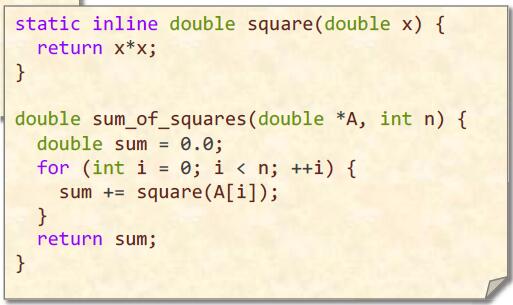 static inline double square(double x) {
  return x*x;
}

double sum_of_squares(double *A, int n) {
  double sum = 0.0;
  for (int i = 0; i < n; ++i) {
    sum += square(A[i]);
  }
  return sum;
}